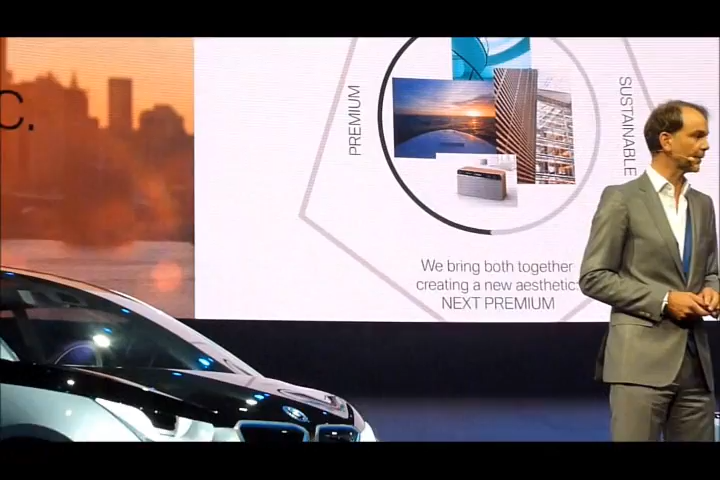 C.
PREMIUM
SUSTAINABLE
We bring both together
creating a new aesthetic:
NEXT PREMIUM